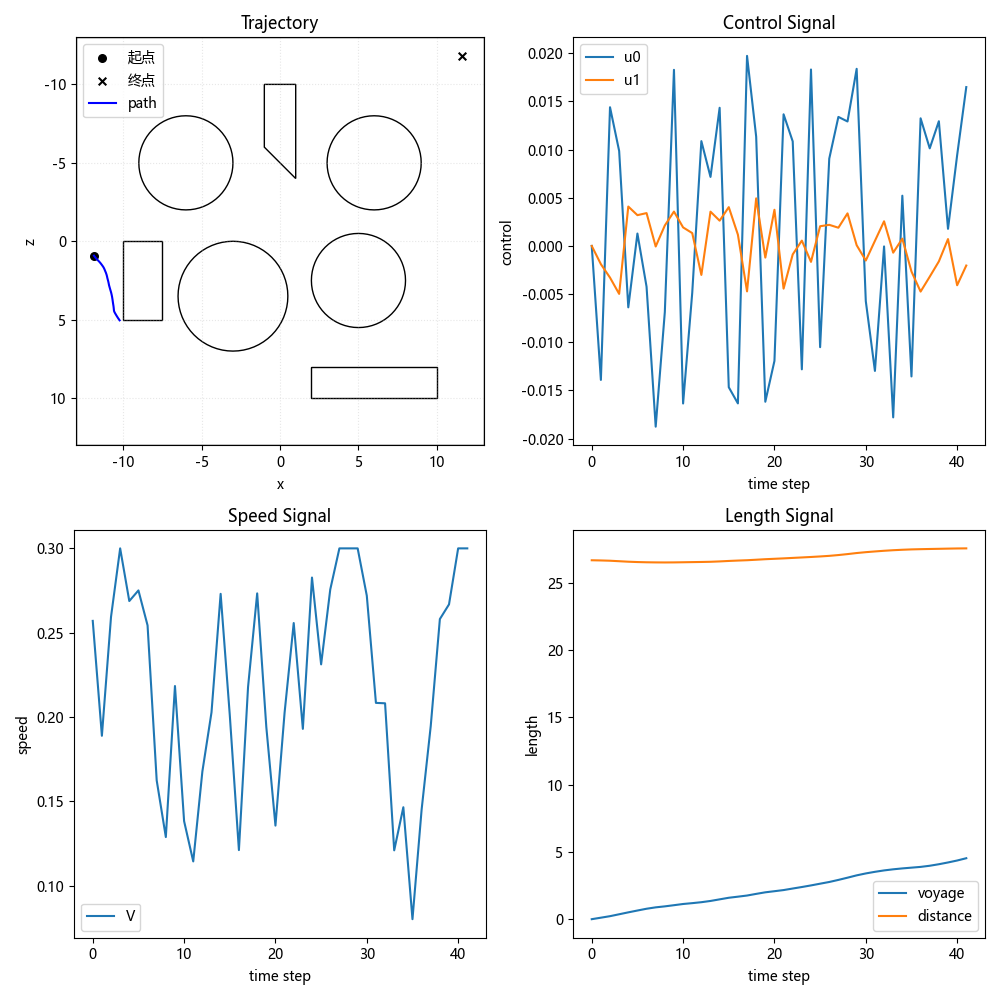 Trajectory
起点
终点
path
-10
-5
0
5
10
z
-10
-5
0
5
10
x
Control Signal
u0
u1
0.020
0.015
0.010
0.005
0.000
-0.005
-0.010
-0.015
-0.020
control
0
10
20
30
40
time step
Speed Signal
0.30
0.25
0.20
0.15
0.10
speed
V
0
10
20
30
40
time step
Length Signal
25
20
15
10
5
0
length
voyage
distance
0
10
20
30
40
time step